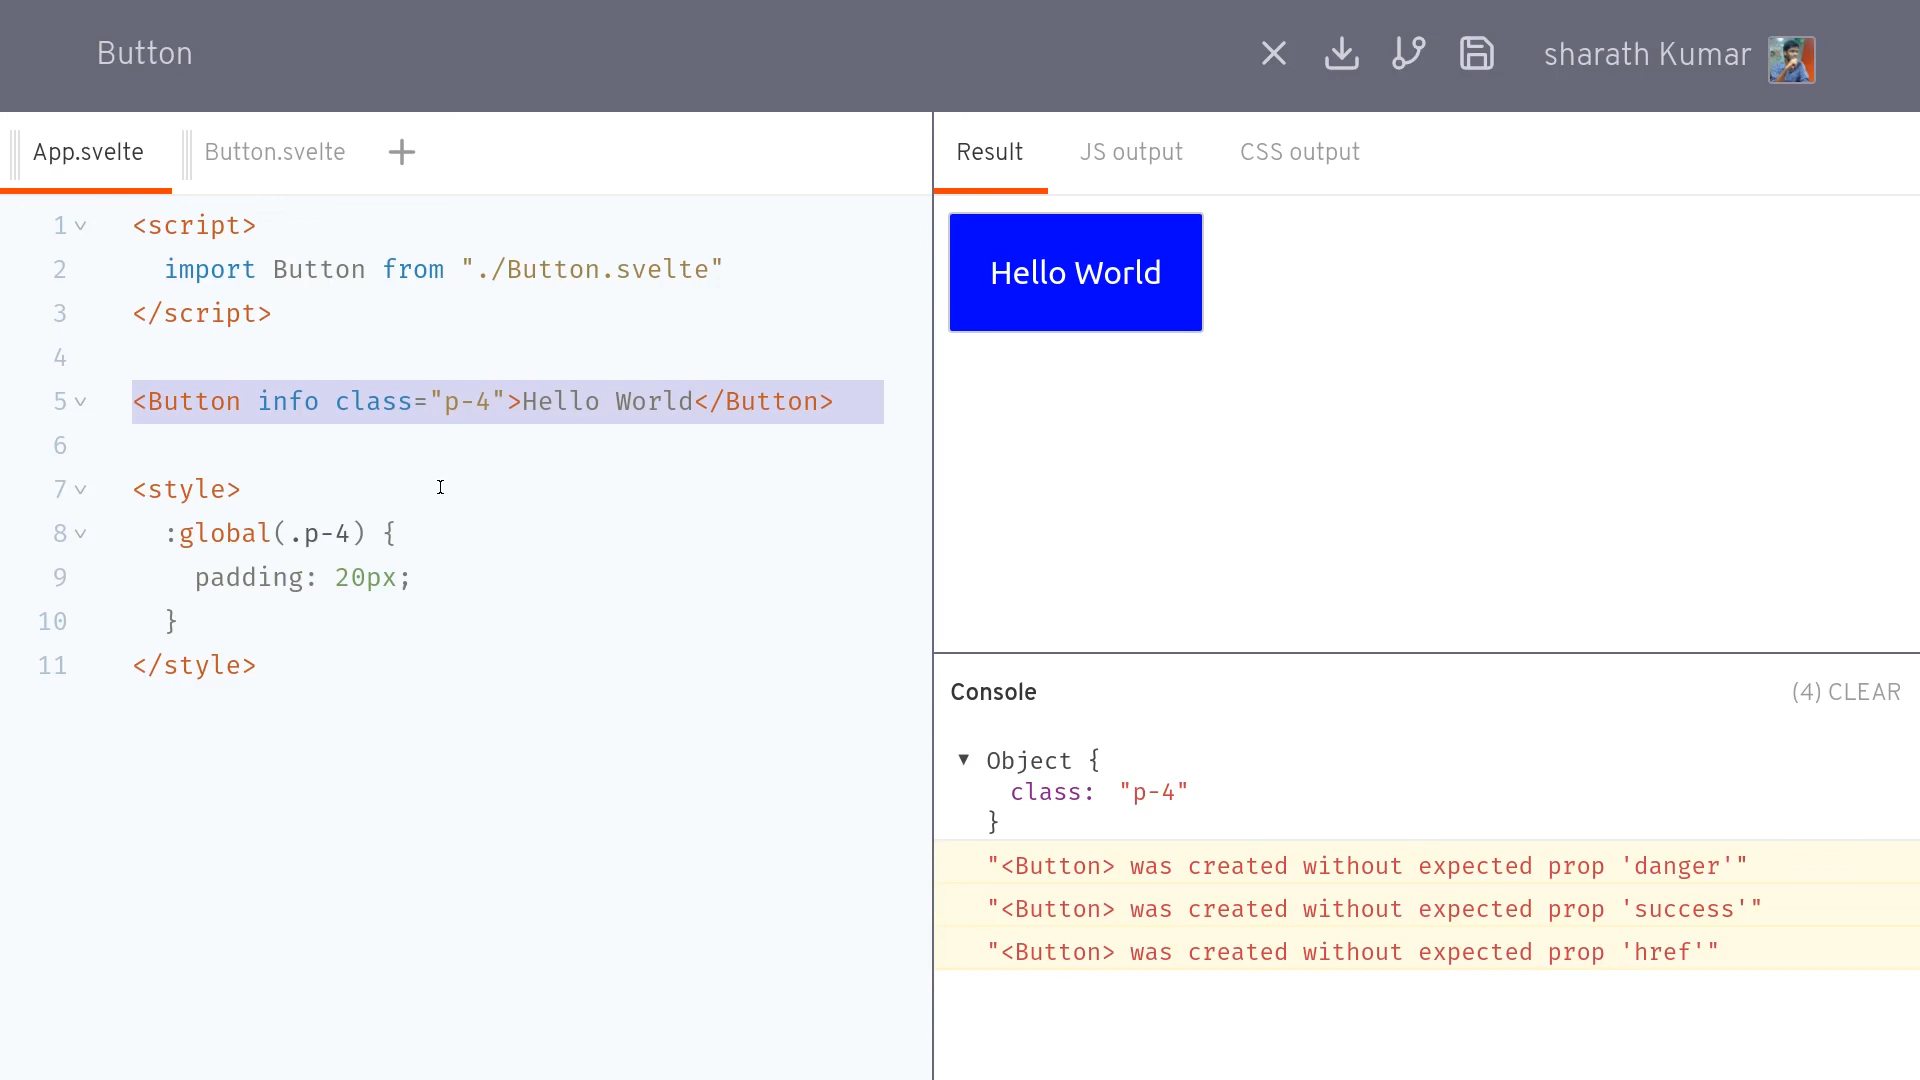 Button
sharath Kumar
App.svelte
Button.svelte
Result
JS output
CSS output
1 <script>
2   import Button from "./Button.svelte"
3 </script>
4
5 <Button info class="p-4">Hello World</Button>
6
7 <style>
8   :global(.p-4) {
9     padding: 20px;
10   }
11 </style>
Hello World
Console
(4) CLEAR
▼ Object {
class: "p-4"
}
"<Button> was created without expected prop 'danger'"
"<Button> was created without expected prop 'success'"
"<Button> was created without expected prop 'href'"